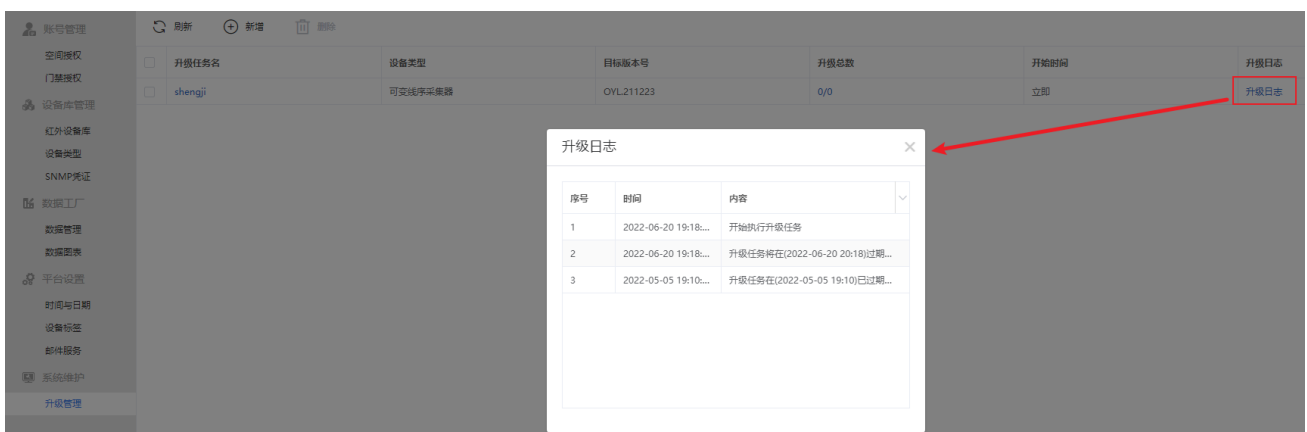 账号管理
空间授权
门禁授权
设备库管理
红外设备库
设备类型
SNMP凭证
数据工厂
数据管理
数据图表
平台设置
时间与日期
设备标签
邮件服务
系统维护
升级管理
刷新 新增 删除
升级任务名 设备类型 目标版本号 升级总数 开始时间 升级日志
shengji 可变线序采集器 OYL.211223 0/0 立即 升级日志
升级日志
序号 时间 内容
1 2022-06-20 19:18:... 开始执行升级任务
2 2022-06-20 19:18:... 升级任务将在(2022-06-20 20:18)过期...
3 2022-05-05 19:10:... 升级任务在(2022-05-05 19:10)已过期...